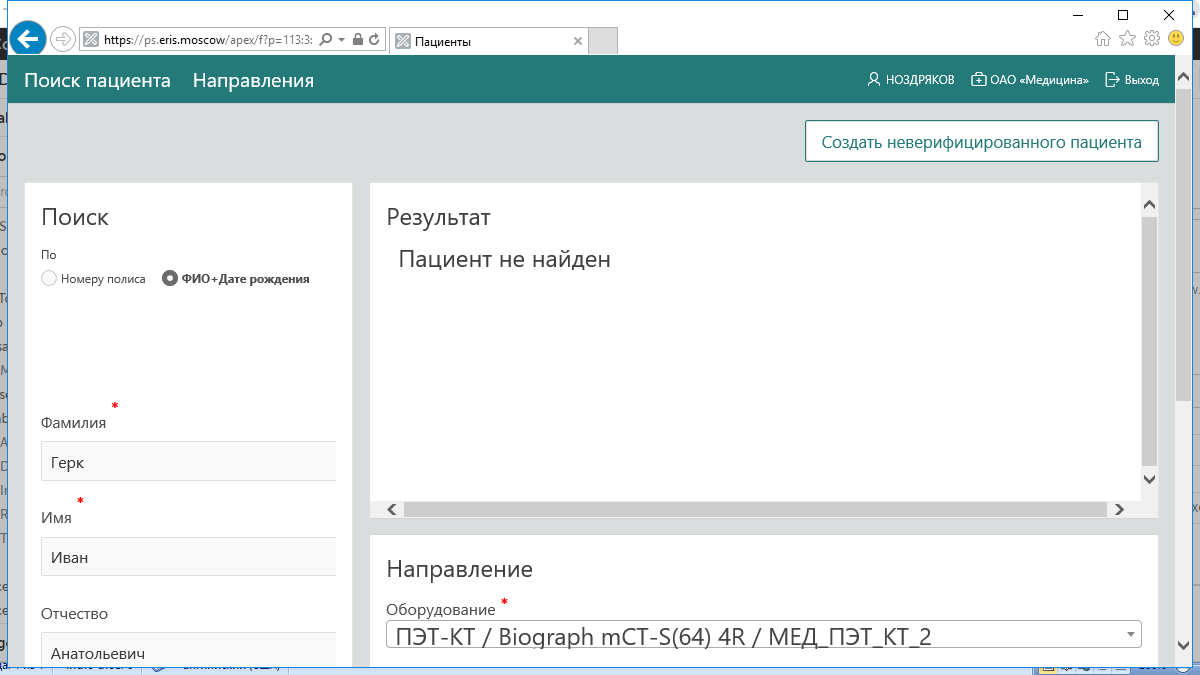 https://ps.eris.moscow/apex/f?p=113:3:
Пациенты
Поиск пациента Направления НОЗДРЯКОВ ОАО «Медицина» Выход
Создать неверифицированного пациента
Поиск
По
Номеру полиса ФИО+Дате рождения
Фамилия *
Герк
Имя *
Иван
Отчество
Анатольевич
Результат
Пациент не найден
Направление
Оборудование *
ПЭТ-КТ / Biograph mCT-S(64) 4R / МЕД_ПЭТ_КТ_2